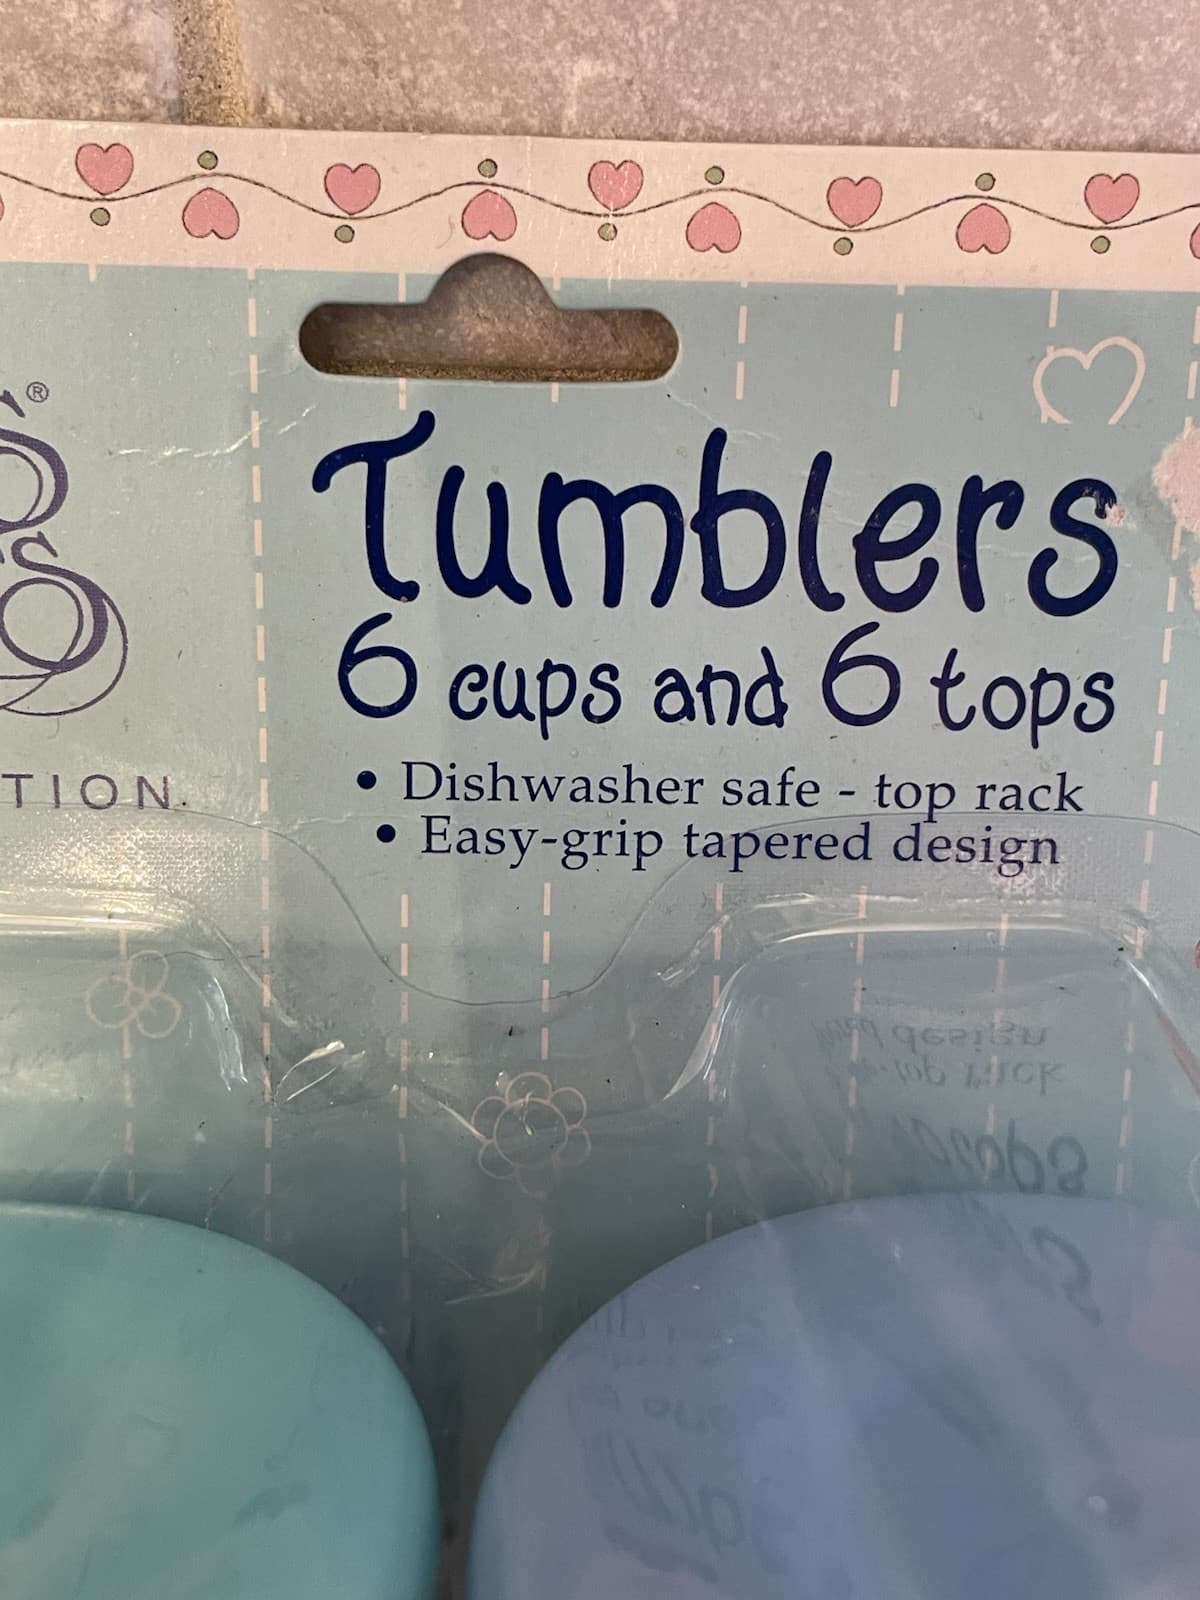 ®
Tumblers
6 cups and 6 tops
TION.
• Dishwasher safe - top rack
• Easy-grip tapered design